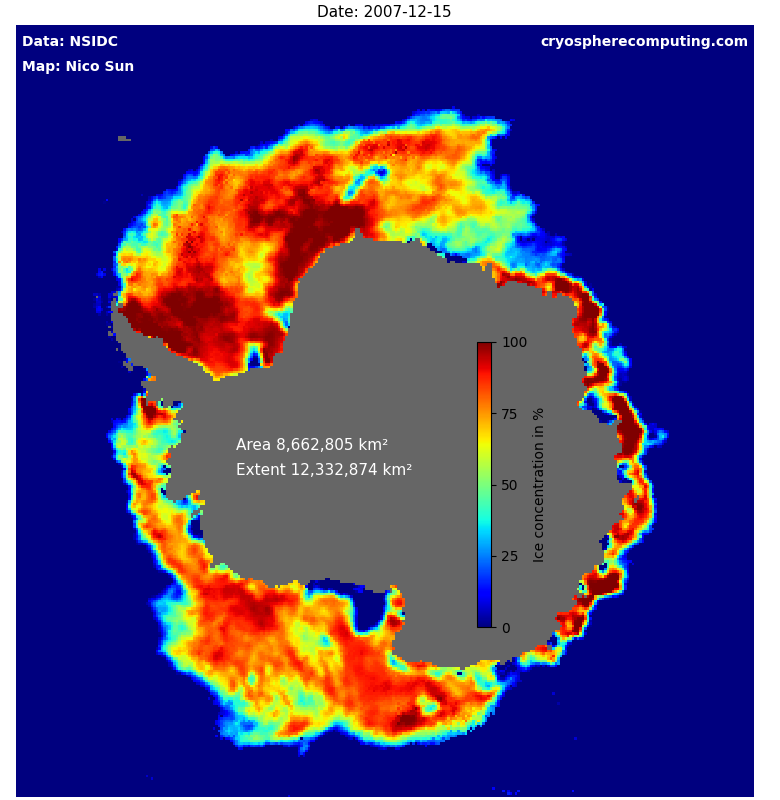 Date: 2007-12-15
Data: NSIDC
cryospherecomputing.com
Map: Nico Sun
100
75
50
25
0
Ice concentration in %
Area 8,662,805 km²
Extent 12,332,874 km²